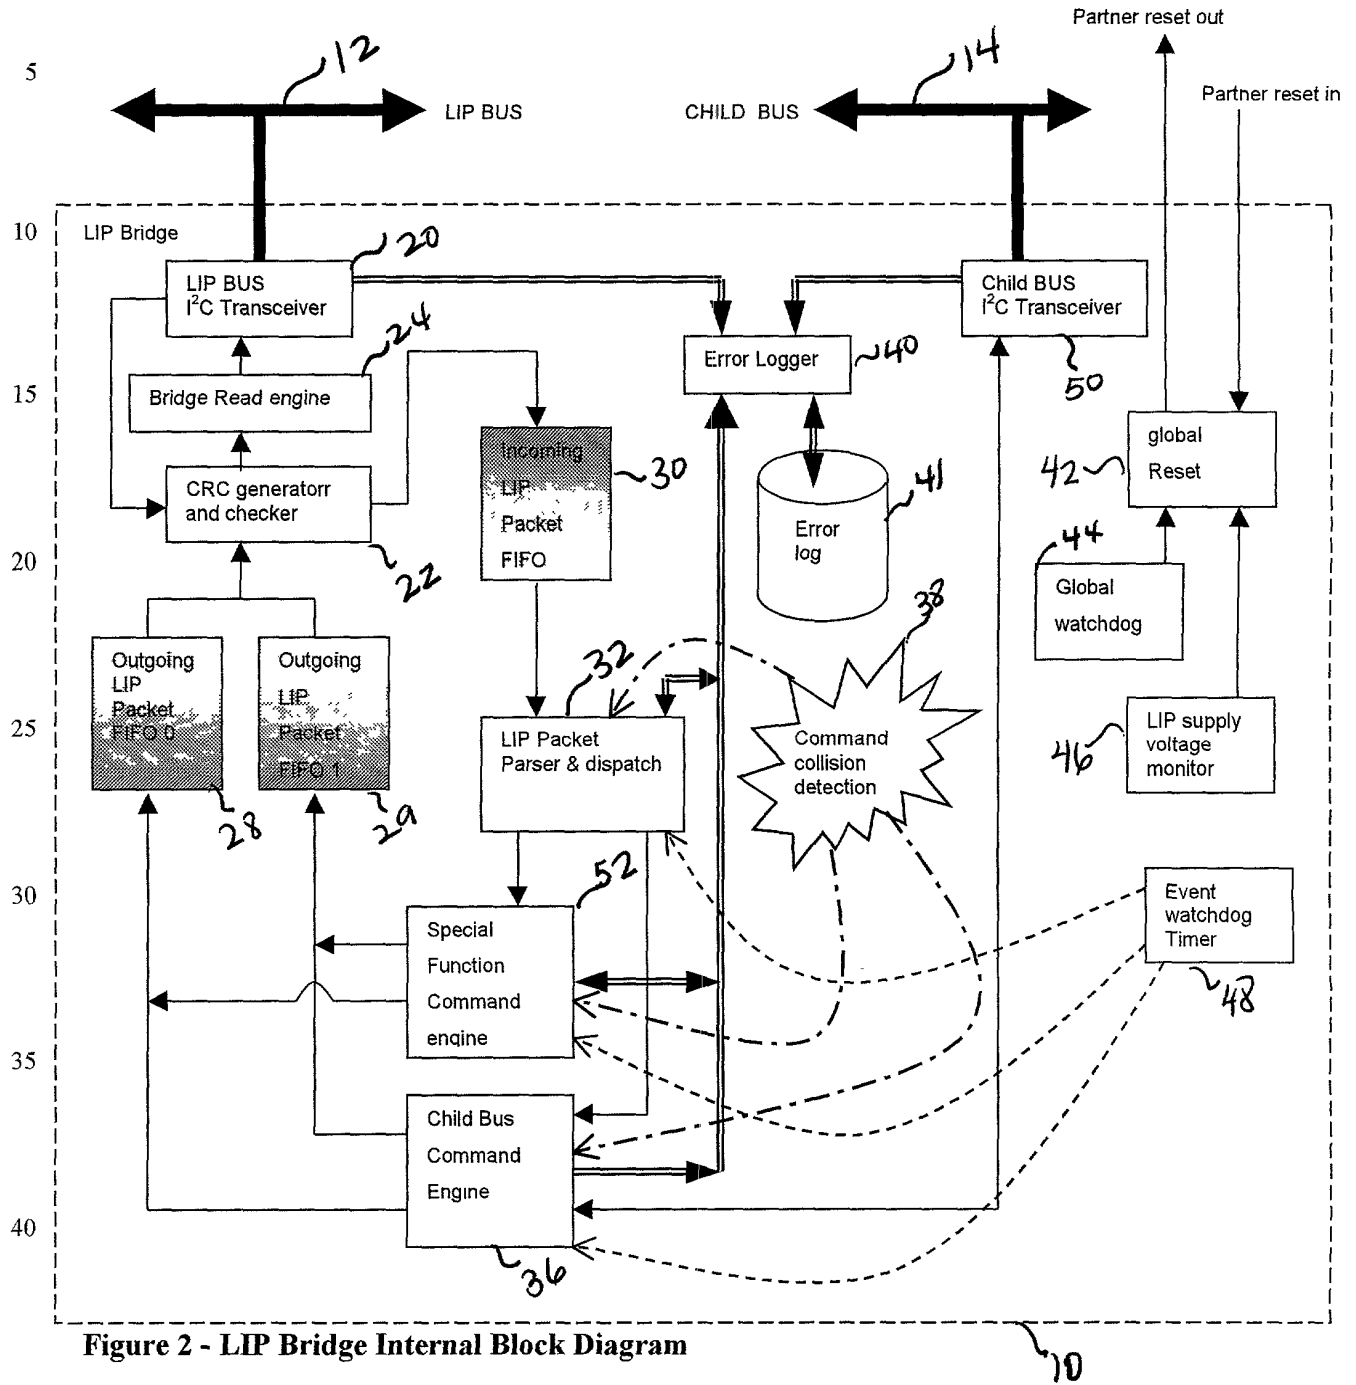 Partner reset out
5
12
14
LIP BUS
CHILD BUS
Partner reset in
10
LIP Bridge
20
LIP BUS
I²C Transceiver
Child BUS
I²C Transceiver
24
Error Logger
40
50
15
Bridge Read engine
global
Reset
42
Incoming
LIP
Packet
FIFO
30
CRC generatorr
and checker
41
Error
log
44
20
22
Global
watchdog
38
Outgoing
LIP
Packet
FIFO 0
Outgoing
LIP
Packet
FIFO 1
32
25
LIP Packet
Parser & dispatch
Command
collision
detection
LIP supply
voltage
monitor
46
28
29
52
30
Special
Function
Command
engine
Event
watchdog
Timer
48
35
Child Bus
Command
Engine
40
36
Figure 2 - LIP Bridge Internal Block Diagram
10